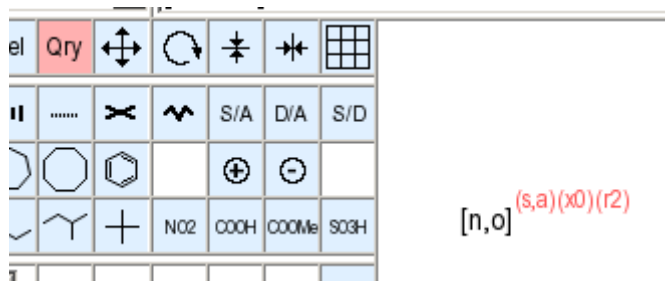 el Qry
S/A D/A S/D
NO2 COOH COOMe SO3H
[n,o](s,a)(x0)(r2)